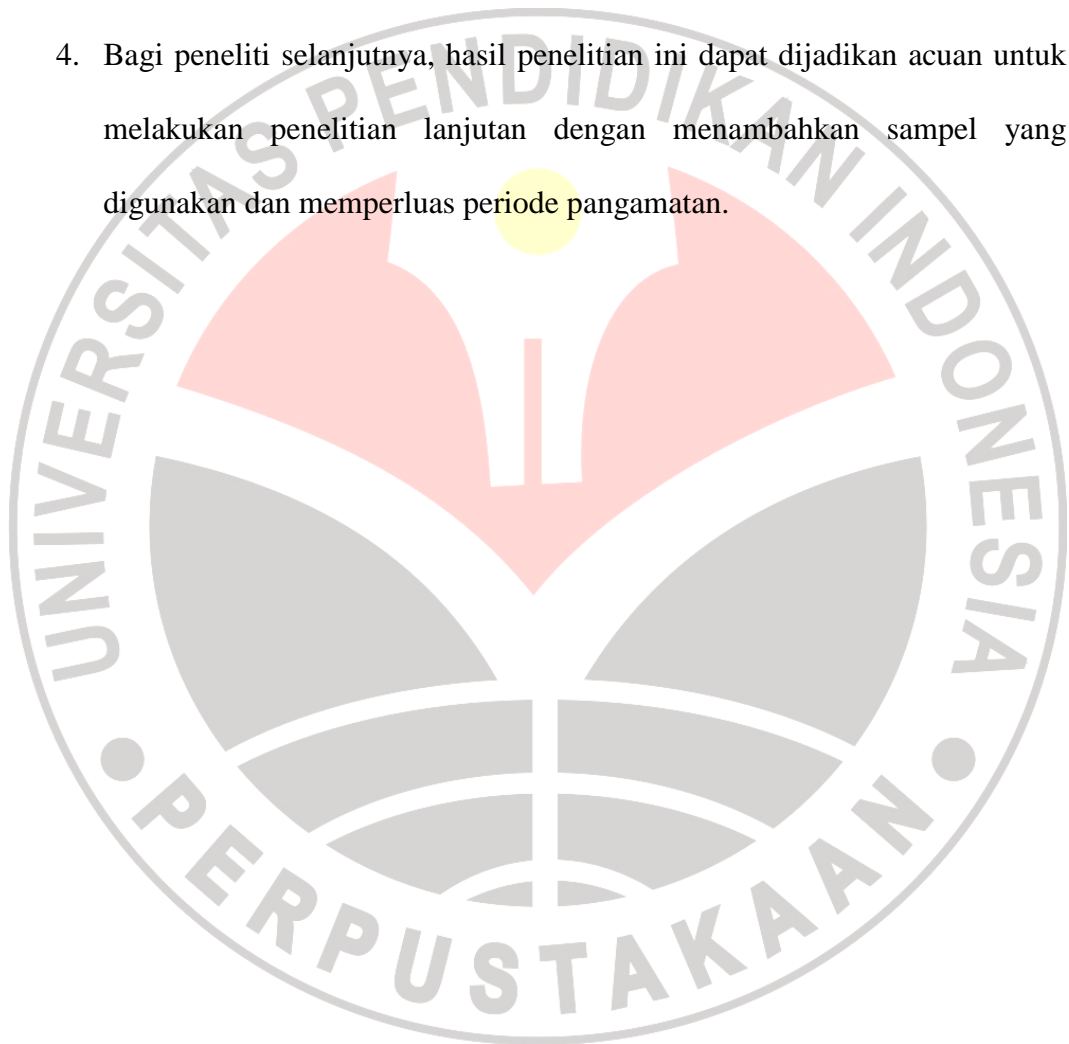 4. Bagi peneliti selanjutnya, hasil penelitian ini dapat dijadikan acuan untuk
melakukan penelitian lanjutan dengan menambahkan sampel yang
digunakan dan memperluas periode pangamatan.
UNIVERSITAS PENDIDIKAN INDONESIA
PERPUSTAKAAN